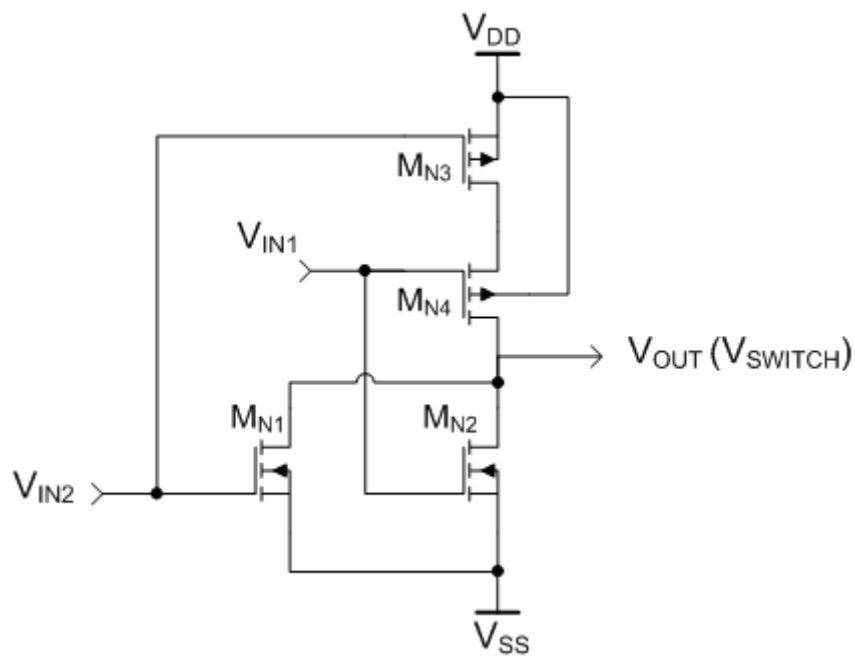 VDD
MN3
VIN1
MN4
VOUT (VSWITCH)
MN1
MN2
VIN2
VSS